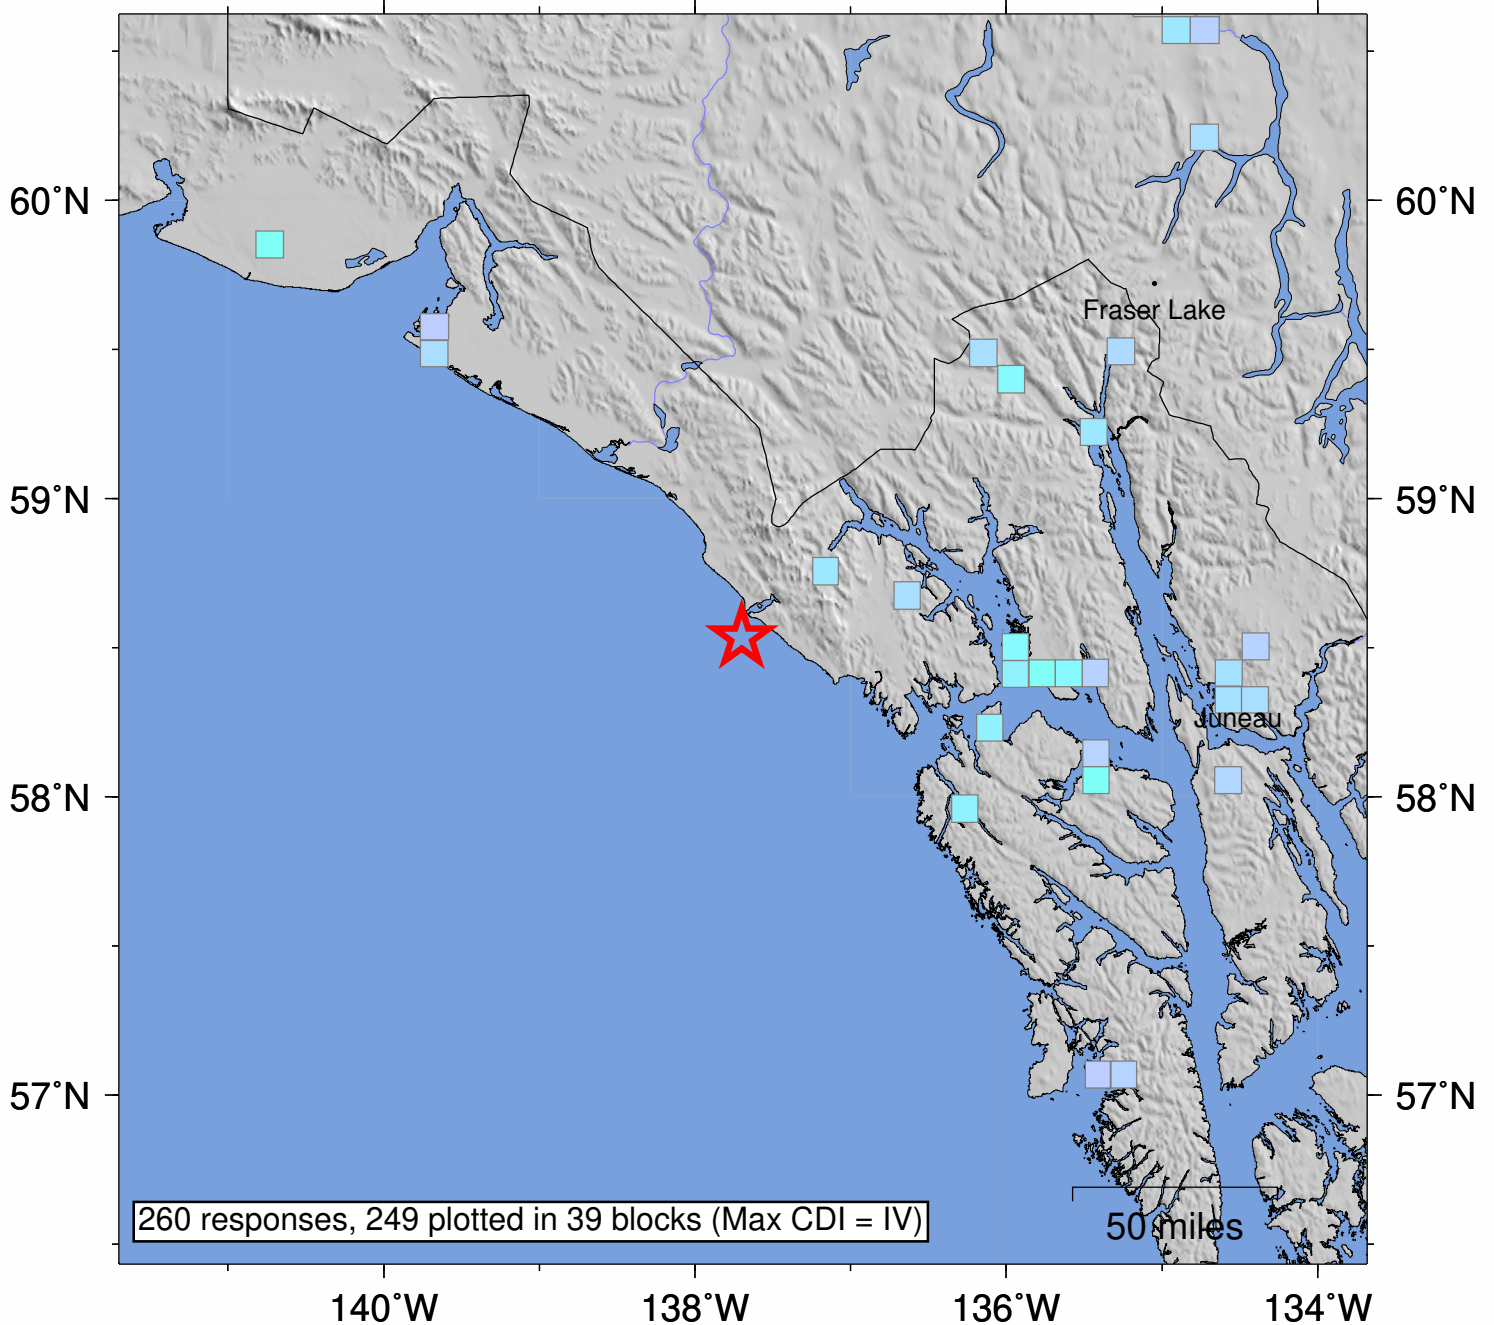 60°N
60°N
Fraser Lake
59°N
59°N
Juneau
58°N
58°N
57°N
57°N
260 responses, 249 plotted in 39 blocks (Max CDI = IV)
50 miles
140°W
138°W
136°W
134°W